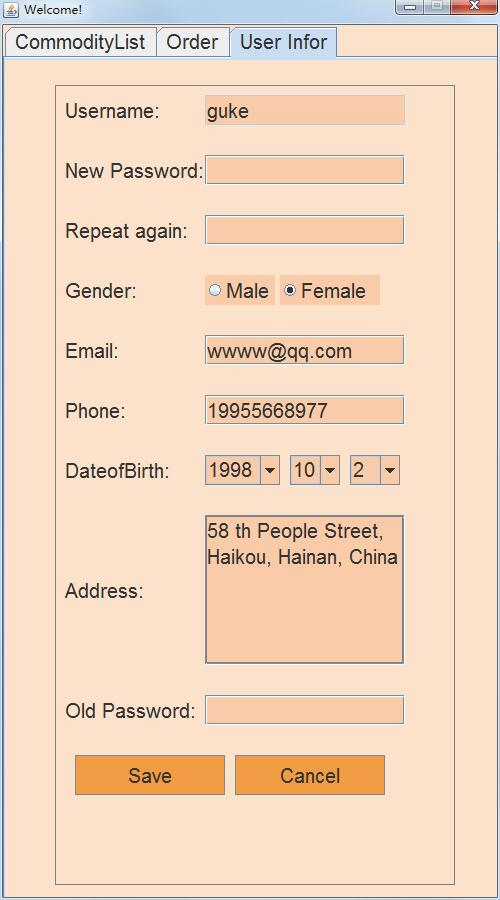 Welcome!
CommodityList Order User Infor
Username: guke
New Password:
Repeat again:
Gender: Male Female
Email: wwww@qq.com
Phone: 19955668977
DateofBirth: 1998 10 2
58 th People Street,
Haikou, Hainan, China
Address:
Old Password:
Save Cancel